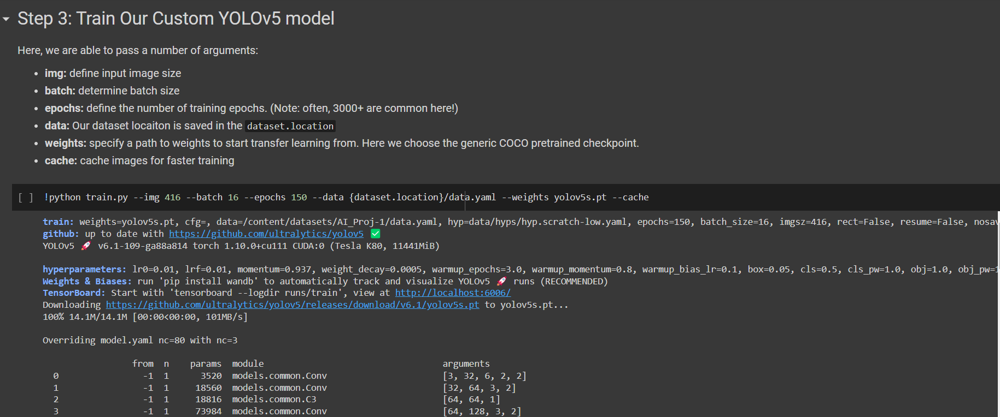 Step 3: Train Our Custom YOLOv5 model
Here, we are able to pass a number of arguments:
• img: define input image size
• batch: determine batch size
• epochs: define the number of training epochs. (Note: often, 3000+ are common here!)
• data: Our dataset locaiton is saved in the dataset.location
• weights: specify a path to weights to start transfer learning from. Here we choose the generic COCO pretrained checkpoint.
• cache: cache images for faster training
[ ] !python train.py --img 416 --batch 16 --epochs 150 --data {dataset.location}/data.yaml --weights yolov5s.pt --cache
train: weights=yolov5s.pt, cfg=, data=/content/datasets/AI_Proj-1/data.yaml, hyp=data/hyps/hyp.scratch-low.yaml, epochs=150, batch_size=16, imgsz=416, rect=False, resume=False, nosav
github: up to date with https://github.com/ultralytics/yolov5 ✅
YOLOv5 🚀 v6.1-109-ga88a814 torch 1.10.0+cu111 CUDA:0 (Tesla K80, 11441MiB)
hyperparameters: lr0=0.01, lrf=0.01, momentum=0.937, weight_decay=0.0005, warmup_epochs=3.0, warmup_momentum=0.8, warmup_bias_lr=0.1, box=0.05, cls=0.5, cls_pw=1.0, obj=1.0, obj_pw=1
Weights & Biases: run 'pip install wandb' to automatically track and visualize YOLOv5 🚀 runs (RECOMMENDED)
TensorBoard: Start with 'tensorboard --logdir runs/train', view at http://localhost:6006/
Downloading https://github.com/ultralytics/yolov5/releases/download/v6.1/yolov5s.pt to yolov5s.pt...
100% 14.1M/14.1M [00:00<00:00, 101MB/s]
Overriding model.yaml nc=80 with nc=3
from n params module arguments
0 -1 1 3520 models.common.Conv [3, 32, 6, 2, 2]
1 -1 1 18560 models.common.Conv [32, 64, 3, 2]
2 -1 1 18816 models.common.C3 [64, 64, 1]
3 -1 1 73984 models.common.Conv [64, 128, 3, 2]